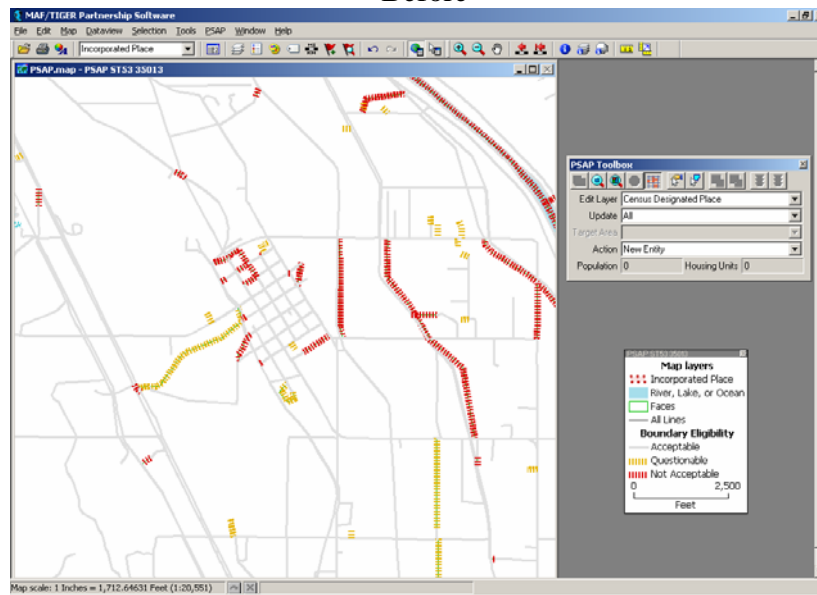 Before
MAF/TIGER Partnership Software
File Edit Map Dataview Selection Tools PSAP Window Help
Incorporated Place
PSAP.map - PSAP ST53 35013
PSAP Toolbox
Edit Layer Census Designated Place
Update All
Target Area
Action New Entity
Population 0 Housing Units 0
PSAP ST53 35013
Map layers
Incorporated Place
River, Lake, or Ocean
Faces
All Lines
Boundary Eligibility
Acceptable
Questionable
Not Acceptable
0 2,500
Feet
Map scale: 1 Inches = 1,712.64631 Feet (1:20,551)